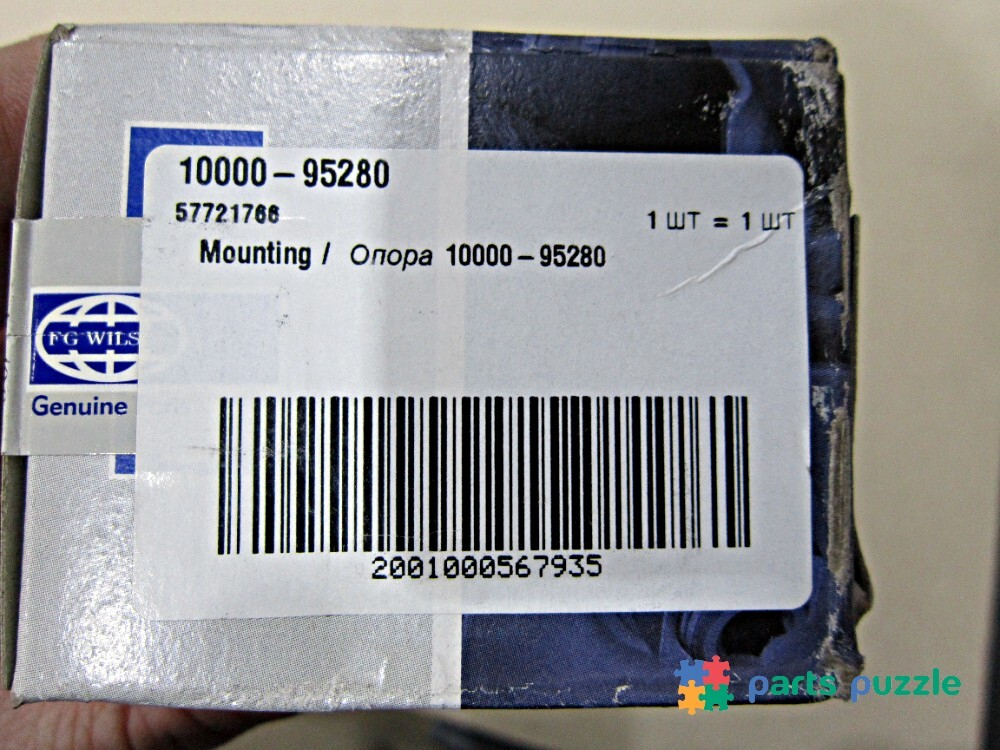 10000-95280
57721766
1 ШТ = 1 ШТ
Mounting / Опора 10000-95280
FG WILS
Genuine
2001000567935
parts puzzle